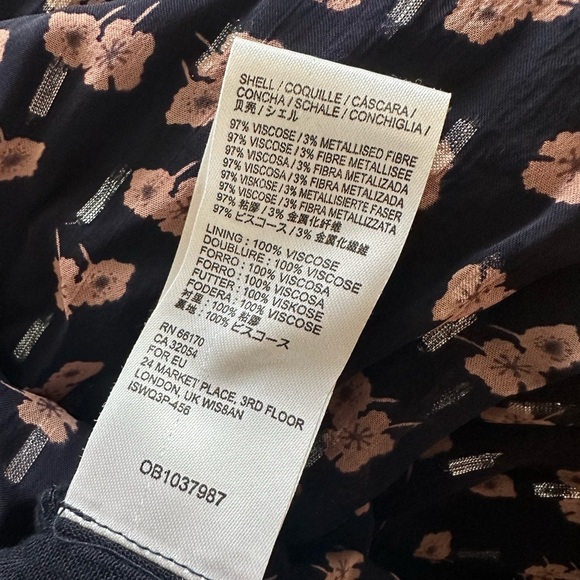 SHELL / COQUILLE / CÁSCARA /
CONCHA / SCHALE / CONCHIGLIA /
贝壳 / シェル
97% VISCOSE / 3% METALLISED FIBRE
97% VISCOSE / 3% FIBRE METALLISEE
97% VISCOSA / 3% FIBRA METALIZADA
97% VISCOSA / 3% FIBRA METALIZADA
97% VISKOSE / 3% METALLISIERTE FASER
97% VISCOSA / 3% FIBRA METALLIZZATA
97% 粘膠 / 3% 金属化纤维
97% ビスコース / 3% 金属化繊維
LINING : 100% VISCOSE
DOUBLURE : 100% VISCOSE
FORRO : 100% VISCOSA
FORRO : 100% VISCOSA
FUTTER : 100% VISKOSE
FODERA : 100% VISCOSE
衬里 : 100% 粘胶
裏地 : 100% ビスコース
RN 66170
CA 32054
FOR EU
24 MARKET PLACE, 3RD FLOOR
LONDON, UK WIS8AN
ISWQ3P-456
OB1037987